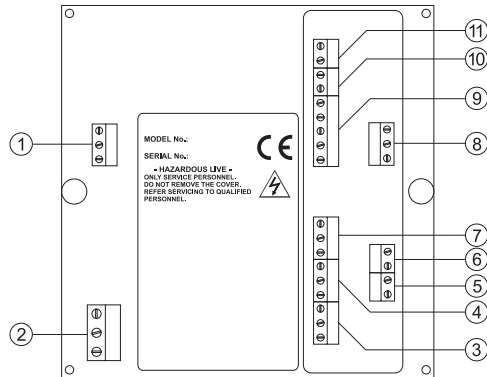 11
10
9
1
8
MODEL No.:
CE
SERIAL No.:
- HAZARDOUS LIVE -
ONLY SERVICE PERSONNEL.
DO NOT REMOVE THE COVER.
REFER SERVICING TO QUALIFIED
PERSONNEL.
7
6
5
2
4
3